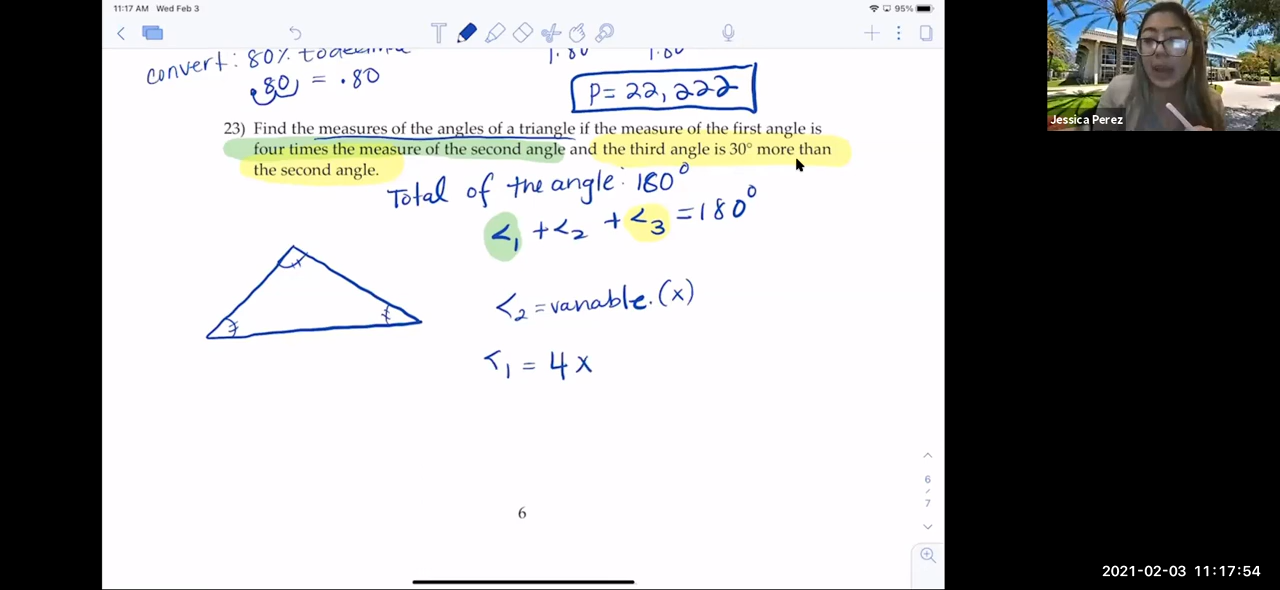 11:17 AM Wed Feb 3
95%
convert: 80% to
80 = .80
1.80 1.80
P= 22,222
23) Find the measures of the angles of a triangle if the measure of the first angle is
four times the measure of the second angle and the third angle is 30° more than
the second angle.
Total of the angle: 180°
<1 + <2 + <3 = 180°
<2 = variable. (x)
<1 = 4x
6
6
/
7
Jessica Perez
2021-02-03 11:17:54